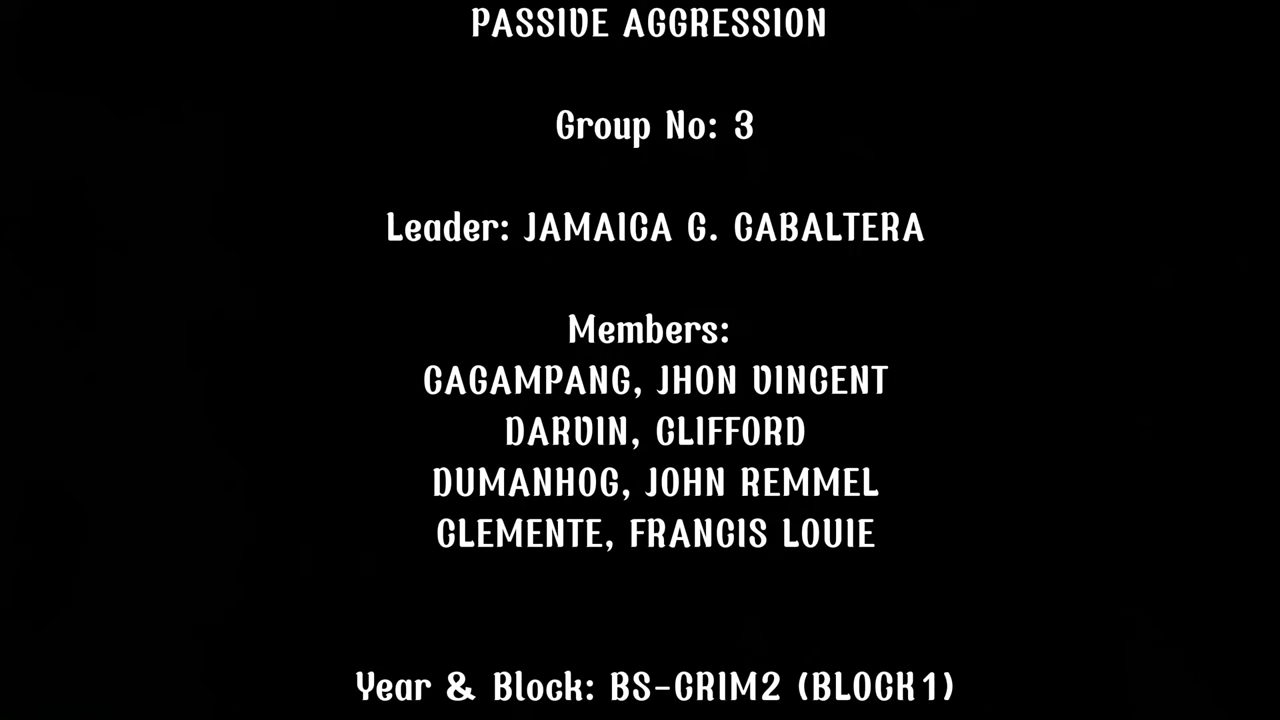 PASSIVE AGGRESSION
Group No: 3
Leader: JAMAICA G. CABALTERA
Members:
CAGAMPANG, JHON VINCENT
DARVIN, CLIFFORD
DUMANHOG, JOHN REMMEL
CLEMENTE, FRANCIS LOUIE
Year & Block: BS-CRIM2 (BLOCK1)